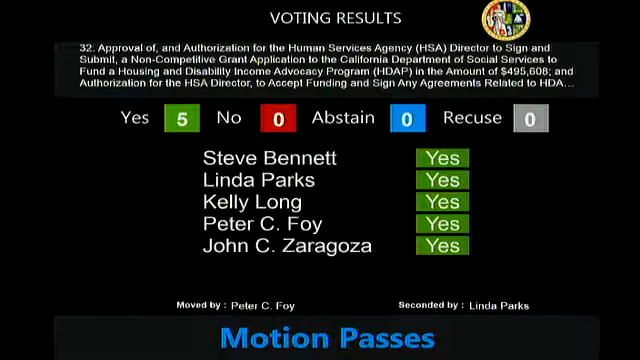 VOTING RESULTS
32. Approval of, and Authorization for the Human Services Agency (HSA) Director to Sign and
Submit, a Non-Competitive Grant Application to the California Department of Social Services to
Fund a Housing and Disability Income Advocacy Program (HDAP) in the Amount of $495,608; and
Authorization for the HSA Director, to Accept Funding and Sign Any Agreements Related to HDA...
Yes 5 No 0 Abstain 0 Recuse 0
Steve Bennett Yes
Linda Parks Yes
Kelly Long Yes
Peter C. Foy Yes
John C. Zaragoza Yes
Moved by : Peter C. Foy Seconded by : Linda Parks
Motion Passes